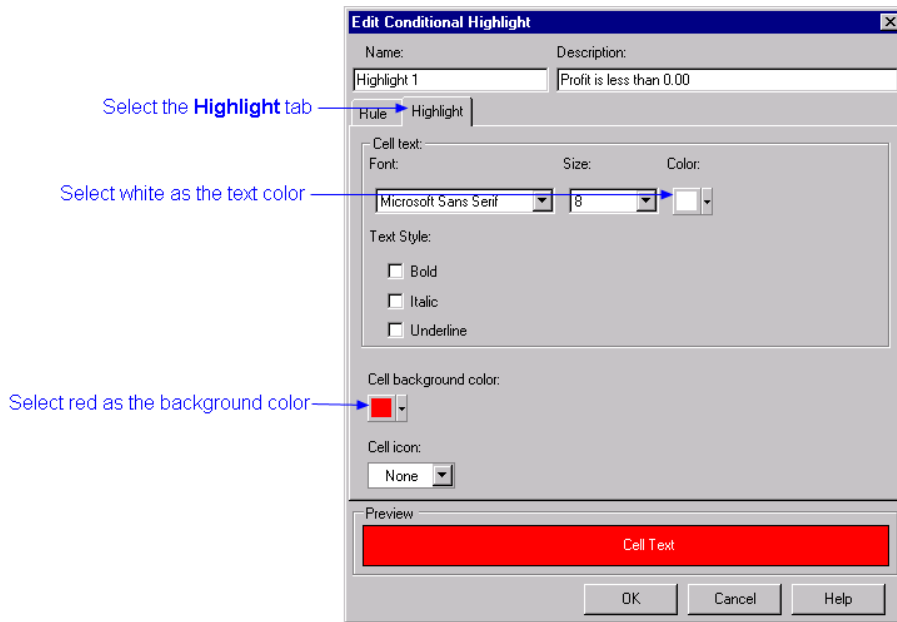 Edit Conditional Highlight
Name:
Description:
Highlight 1
Profit is less than 0.00
Select the Highlight tab
Rule
Highlight
Cell text:
Font:
Size:
Color:
Select white as the text color
Microsoft Sans Serif
8
Text Style:
Bold
Italic
Underline
Cell background color:
Select red as the background color
Cell icon:
None
Preview
Cell Text
OK
Cancel
Help